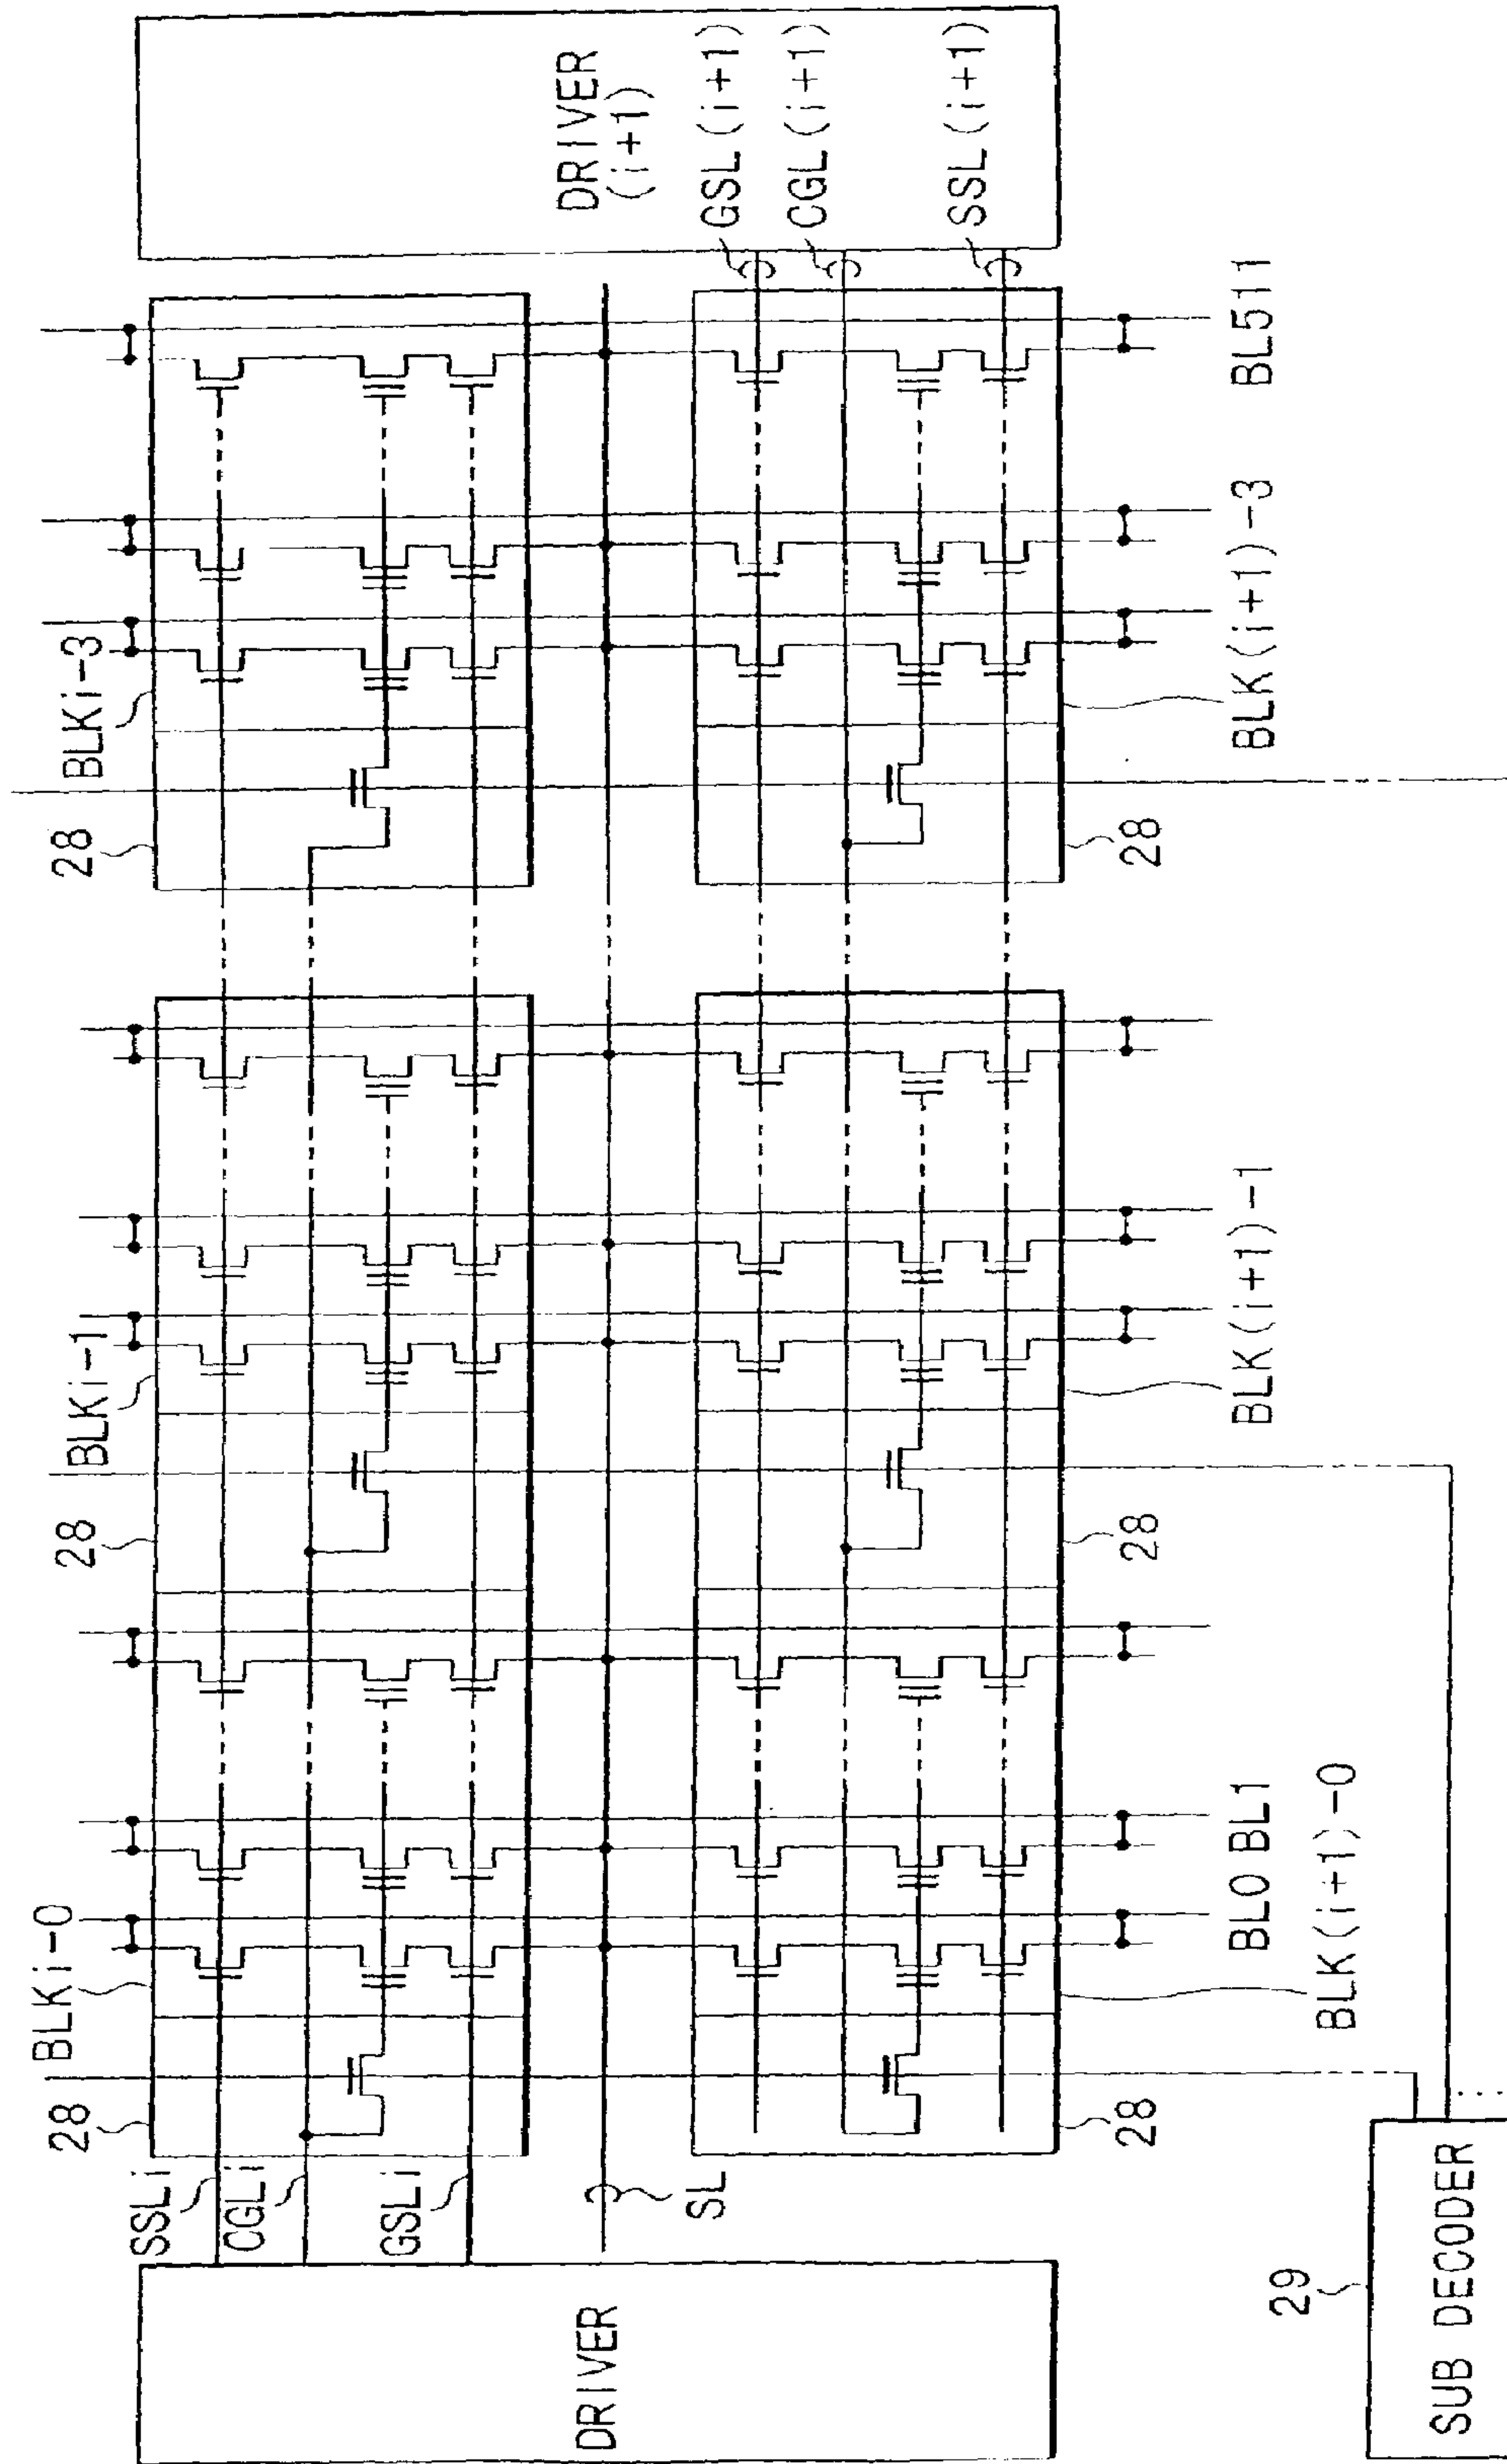 BLKi-0
BLKi-1
BLKi-3
28
28
28
SSLi
CGLi
GSLi
SL
DRIVER
DRIVER
(i+1)
GSL(i+1)
CGL(i+1)
SSL(i+1)
28
28
28
BL0 BL1
BL511
BLK(i+1)-0
BLK(i+1)-1
BLK(i+1)-3
29
SUB DECODER